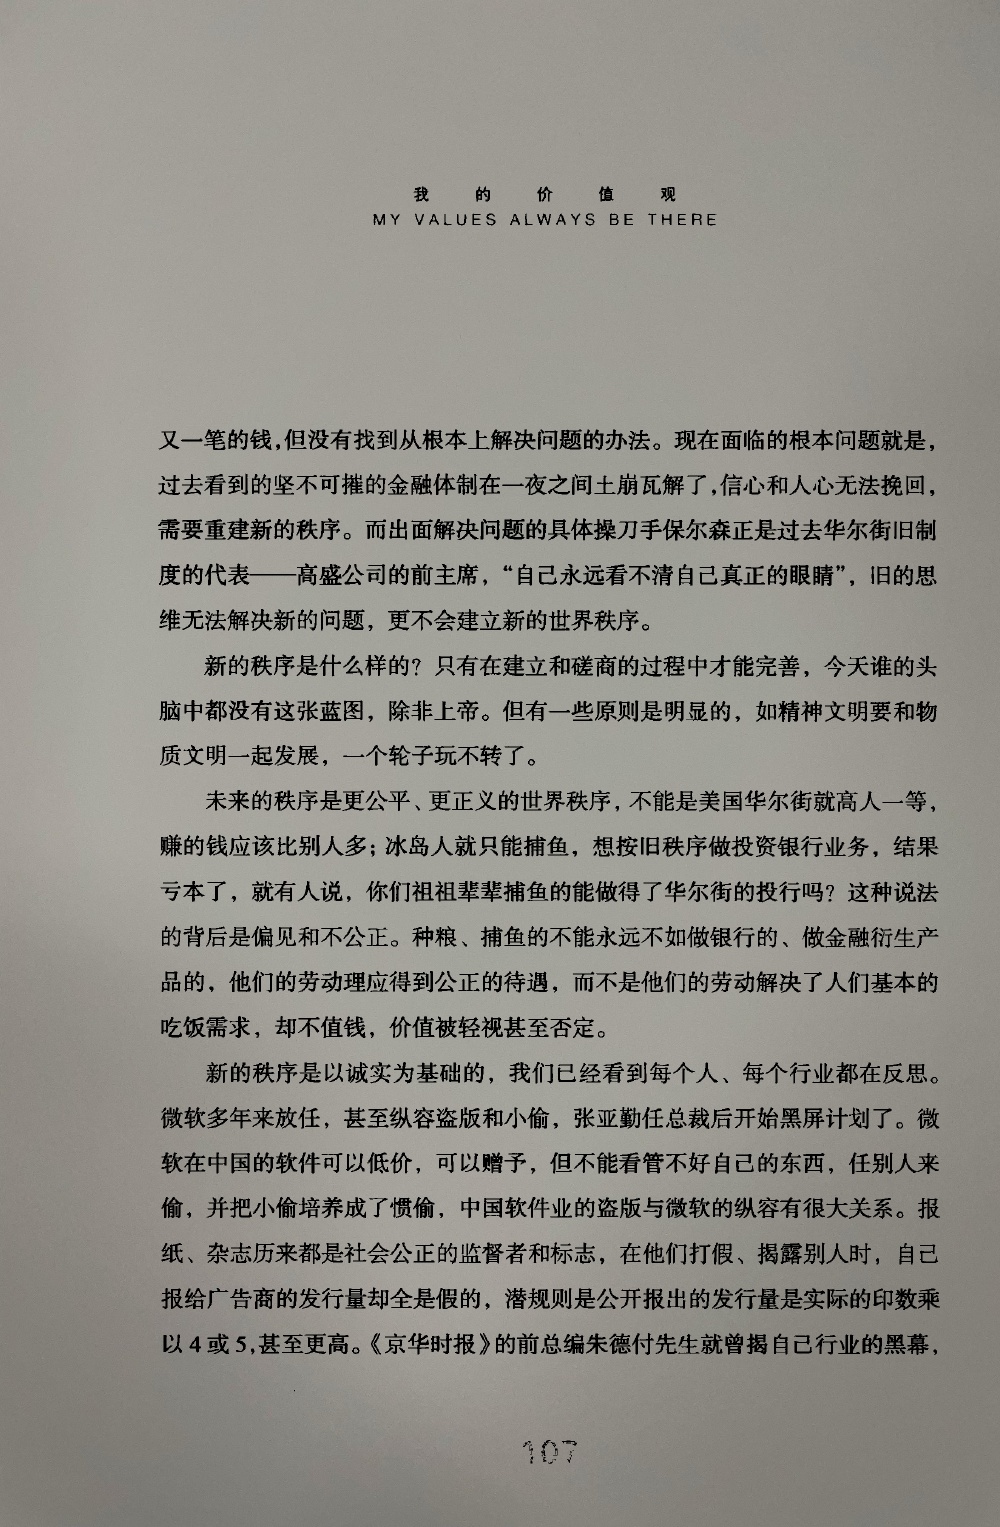 我的价值观
MY VALUES ALWAYS BE THERE
又一笔的钱,但没有找到从根本上解决问题的办法。现在面临的根本问题就是，
过去看到的坚不可摧的金融体制在一夜之间土崩瓦解了,信心和人心无法挽回，
需要重建新的秩序。而出面解决问题的具体操刀手保尔森正是过去华尔街旧制
度的代表——高盛公司的前主席，“自己永远看不清自己真正的眼睛”，旧的思
维无法解决新的问题，更不会建立新的世界秩序。
新的秩序是什么样的？只有在建立和磋商的过程中才能完善，今天谁的头
脑中都没有这张蓝图，除非上帝。但有一些原则是明显的，如精神文明要和物
质文明一起发展，一个轮子玩不转了。
未来的秩序是更公平、更正义的世界秩序，不能是美国华尔街就高人一等，
赚的钱应该比别人多；冰岛人就只能捕鱼，想按旧秩序做投资银行业务，结果
亏本了，就有人说，你们祖祖辈辈捕鱼的能做得了华尔街的投行吗？这种说法
的背后是偏见和不公正。种粮、捕鱼的不能永远不如做银行的、做金融衍生产
品的，他们的劳动理应得到公正的待遇，而不是他们的劳动解决了人们基本的
吃饭需求，却不值钱，价值被轻视甚至否定。
新的秩序是以诚实为基础的，我们已经看到每个人、每个行业都在反思。
微软多年来放任，甚至纵容盗版和小偷，张亚勤任总裁后开始黑屏计划了。微
软在中国的软件可以低价，可以赠予，但不能看管不好自己的东西，任别人来
偷，并把小偷培养成了惯偷，中国软件业的盗版与微软的纵容有很大关系。报
纸、杂志历来都是社会公正的监督者和标志，在他们打假、揭露别人时，自己
报给广告商的发行量却全是假的，潜规则是公开报出的发行量是实际的印数乘
以4或5,甚至更高。《京华时报》的前总编朱德付先生就曾揭自己行业的黑幕，
107